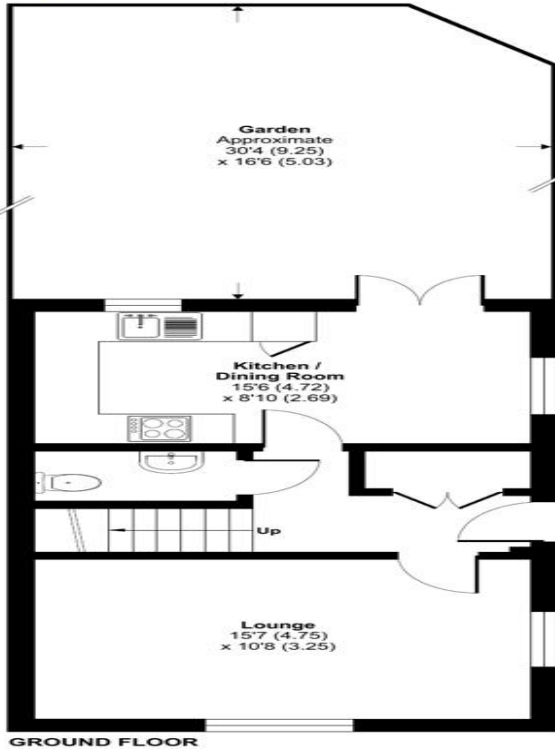 Garden
Approximate
30'4 (9.25)
x 16'6 (5.03)
Kitchen /
Dining Room
15'6 (4.72)
x 8'10 (2.69)
Up
Lounge
15'7 (4.75)
x 10'8 (3.25)
GROUND FLOOR